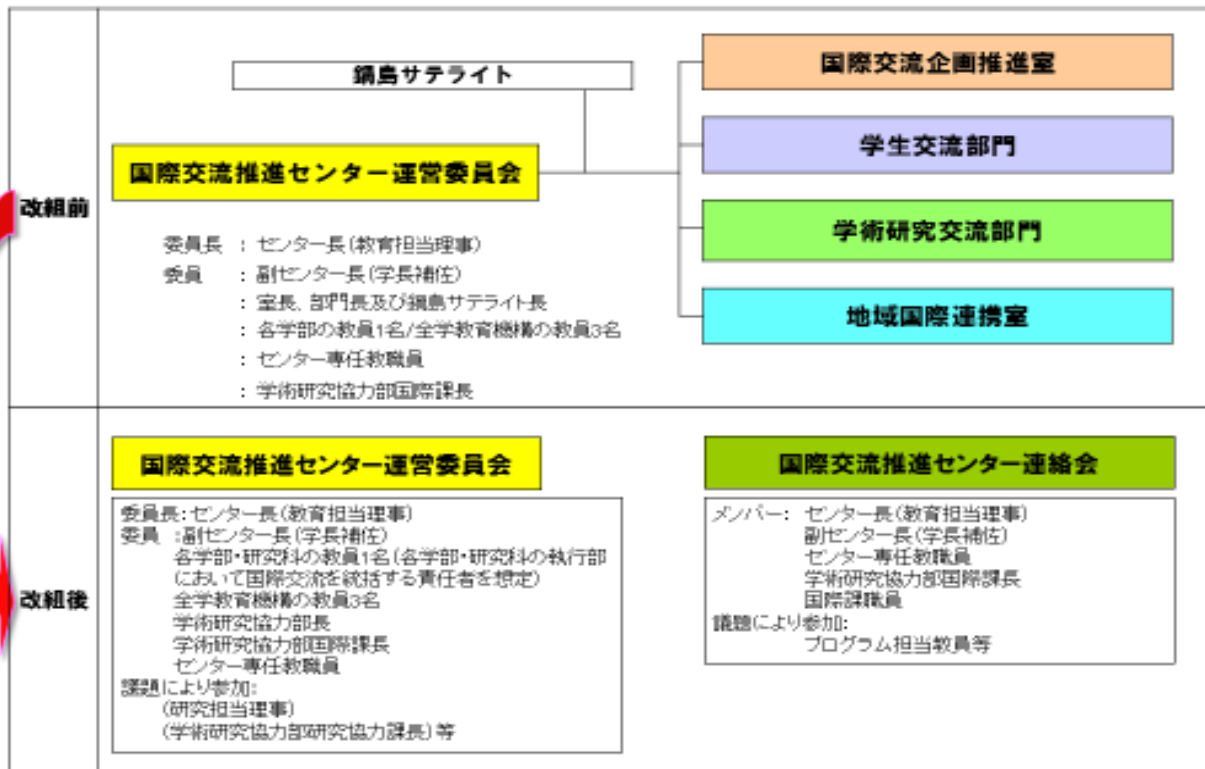 改組前
鍋島サテライト
国際交流推進センター運営委員会
委員長 : センター長(教育担当理事)
委員 : 副センター長(学長補佐)
: 室長、部門長及び鍋島サテライト長
: 各学部の教員1名/全学教育機構の教員3名
: センター専任教職員
: 学術研究協力部国際課長
国際交流企画推進室
学生交流部門
学術研究交流部門
地域国際連携室
改組後
国際交流推進センター運営委員会
委員長:センター長(教育担当理事)
委員 :副センター長(学長補佐)
各学部・研究科の教員1名(各学部・研究科の執行部
において国際交流を統括する責任者を想定)
全学教育機構の教員3名
学術研究協力部長
学術研究協力部国際課長
センター専任教職員
課題により参加:
(研究担当理事)
(学術研究協力部研究協力課長)等
国際交流推進センター連絡会
メンバー: センター長(教育担当理事)
副センター長(学長補佐)
センター専任教職員
学術研究協力部国際課長
国際課職員
議題により参加:
プログラム担当教員等